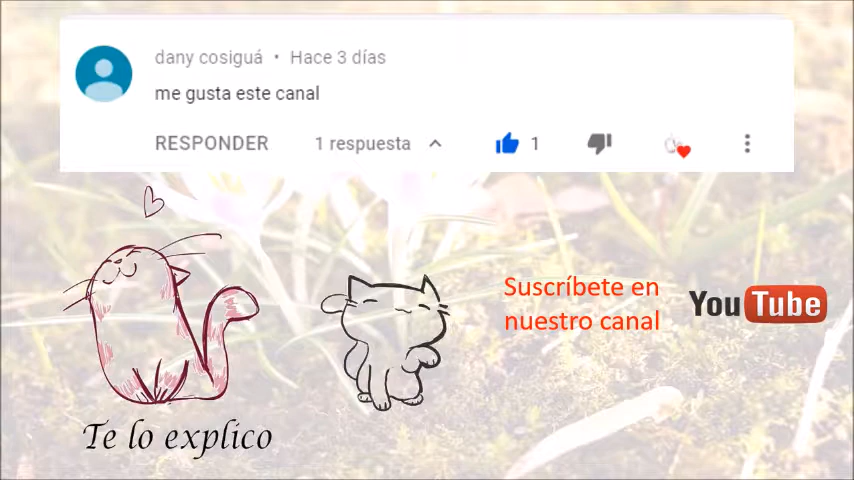 dany cosiguá • Hace 3 días
me gusta este canal
RESPONDER 1 respuesta 1
Suscríbete en
nuestro canal
YouTube
Te lo explico